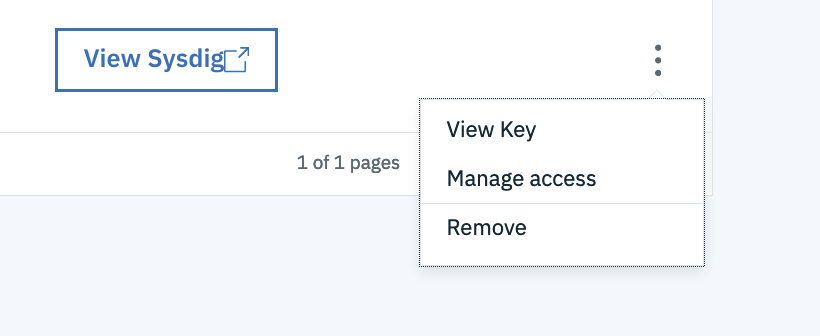 View Sysdig
View Key
1 of 1 pages
Manage access
Remove